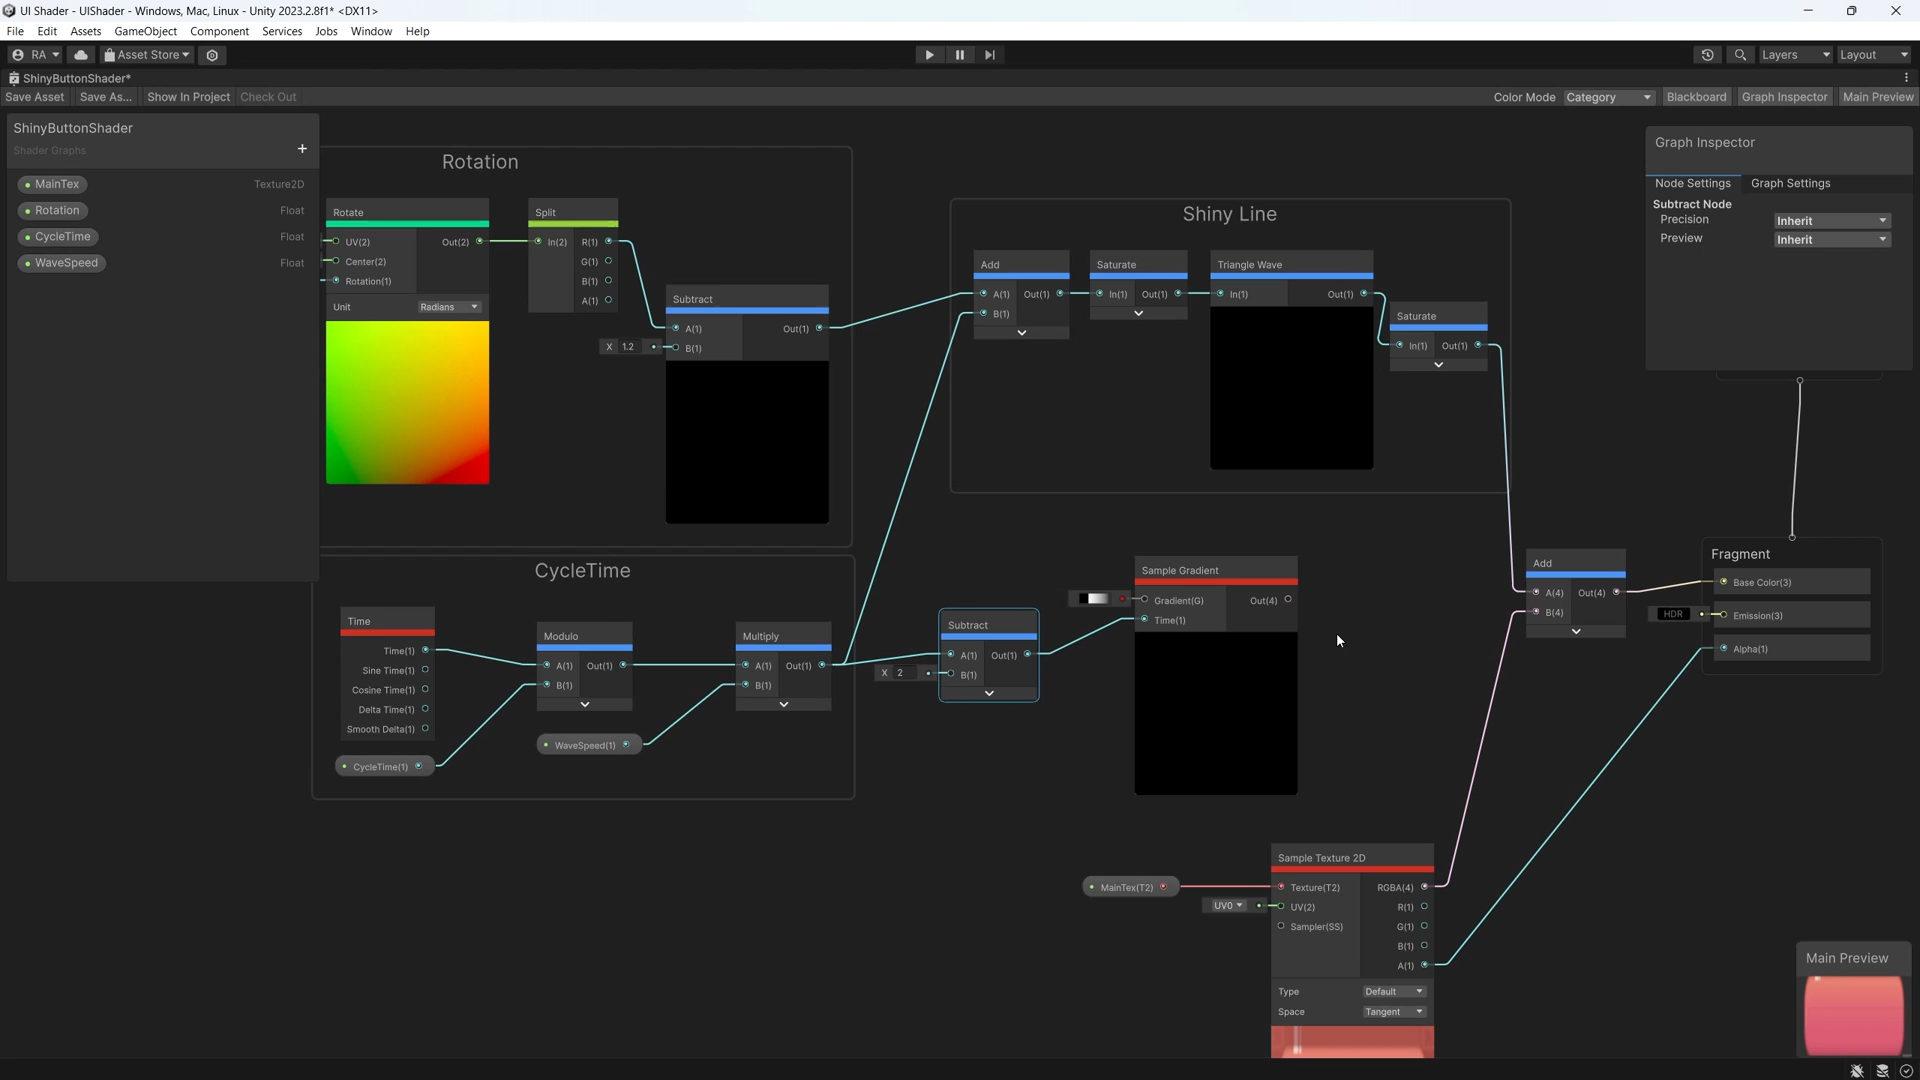 UI Shader - UIShader - Windows, Mac, Linux - Unity 2023.2.8f1* <DX11>
File Edit Assets GameObject Component Services Jobs Window Help
RA Asset Store Layers Layout
ShinyButtonShader*
Save Asset Save As... Show In Project Check Out Color Mode Category Blackboard Graph Inspector Main Preview
ShinyButtonShader
Shader Graphs
+
MainTex Texture2D
Rotation Float
CycleTime Float
WaveSpeed Float
Rotation
Rotate
UV(2) Out(2)
Center(2)
Rotation(1)
Unit Radians
Split
In(2) R(1)
G(1)
B(1)
A(1)
Subtract
A(1) Out(1)
X 1.2 B(1)
Shiny Line
Add
A(1) Out(1)
B(1)
Saturate
In(1) Out(1)
Triangle Wave
In(1) Out(1)
Saturate
In(1) Out(1)
Graph Inspector
Node Settings Graph Settings
Subtract Node
Precision Inherit
Preview Inherit
CycleTime
Time
Time(1)
Sine Time(1)
Cosine Time(1)
Delta Time(1)
Smooth Delta(1)
CycleTime(1)
Modulo
A(1) Out(1)
B(1)
WaveSpeed(1)
Multiply
A(1) Out(1)
B(1)
Subtract
A(1) Out(1)
X 2 B(1)
Sample Gradient
Gradient(G) Out(4)
Time(1)
Add
A(4) Out(4)
B(4)
Fragment
Base Color(3)
HDR Emission(3)
Alpha(1)
MainTex(T2)
Sample Texture 2D
Texture(T2) RGBA(4)
UV0 UV(2) R(1)
Sampler(SS) G(1)
B(1)
A(1)
Type Default
Space Tangent
Main Preview